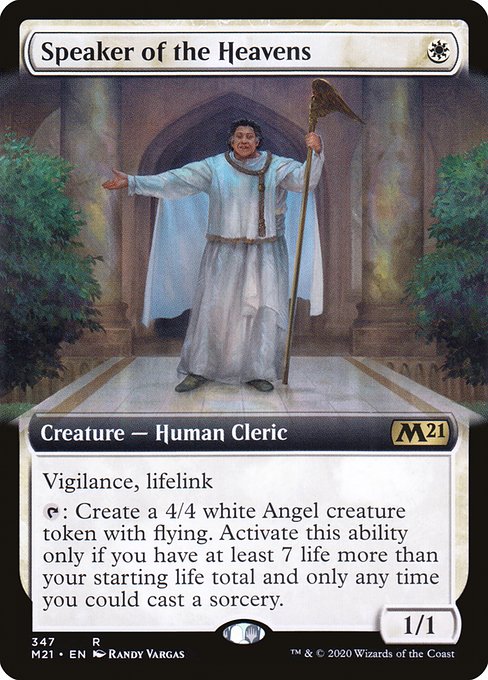 Speaker of the Heavens
Creature — Human Cleric
M21
Vigilance, lifelink
: Create a 4/4 white Angel creature
token with flying. Activate this ability
only if you have at least 7 life more than
your starting life total and only any time
you could cast a sorcery.
1/1
347 R
M21 • EN Randy Vargas
™ & © 2020 Wizards of the Coast